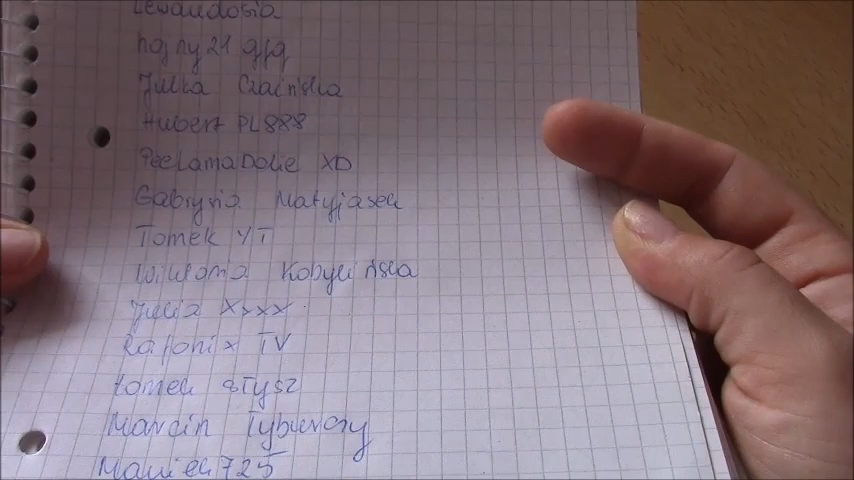 Lewandosia
Julka Czaińska
Hubert PL888
PeeLamaDolie XD
Gabrysia Matyjasek
Tomek YT
Wiktoria Kobylińska
Julia Xxxx
Rafonix TV
Tomek stysz
Marcin Tyburczy
Maniek725